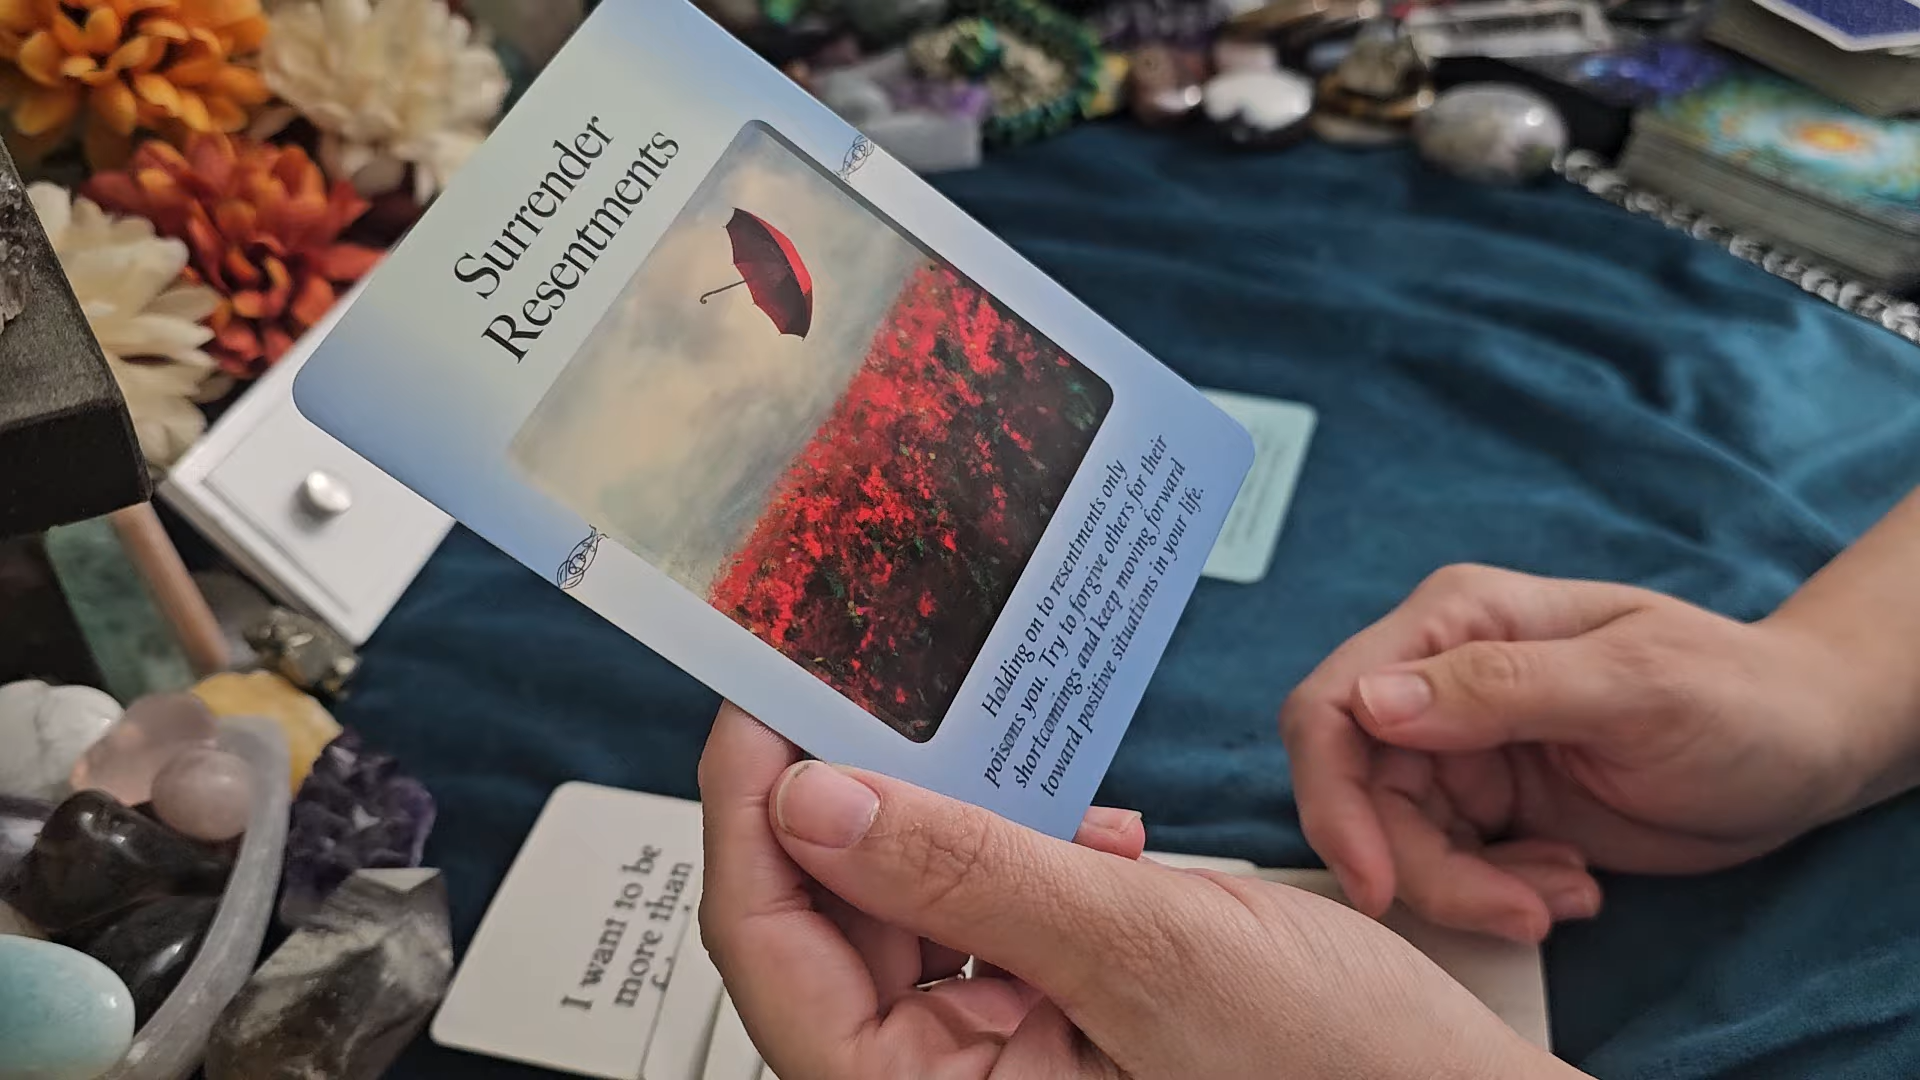 Surrender
Resentments
Holding on to resentments only
poisons you. Try to forgive others for their
shortcomings and keep moving forward
toward positive situations in your life.
I want to be
more than